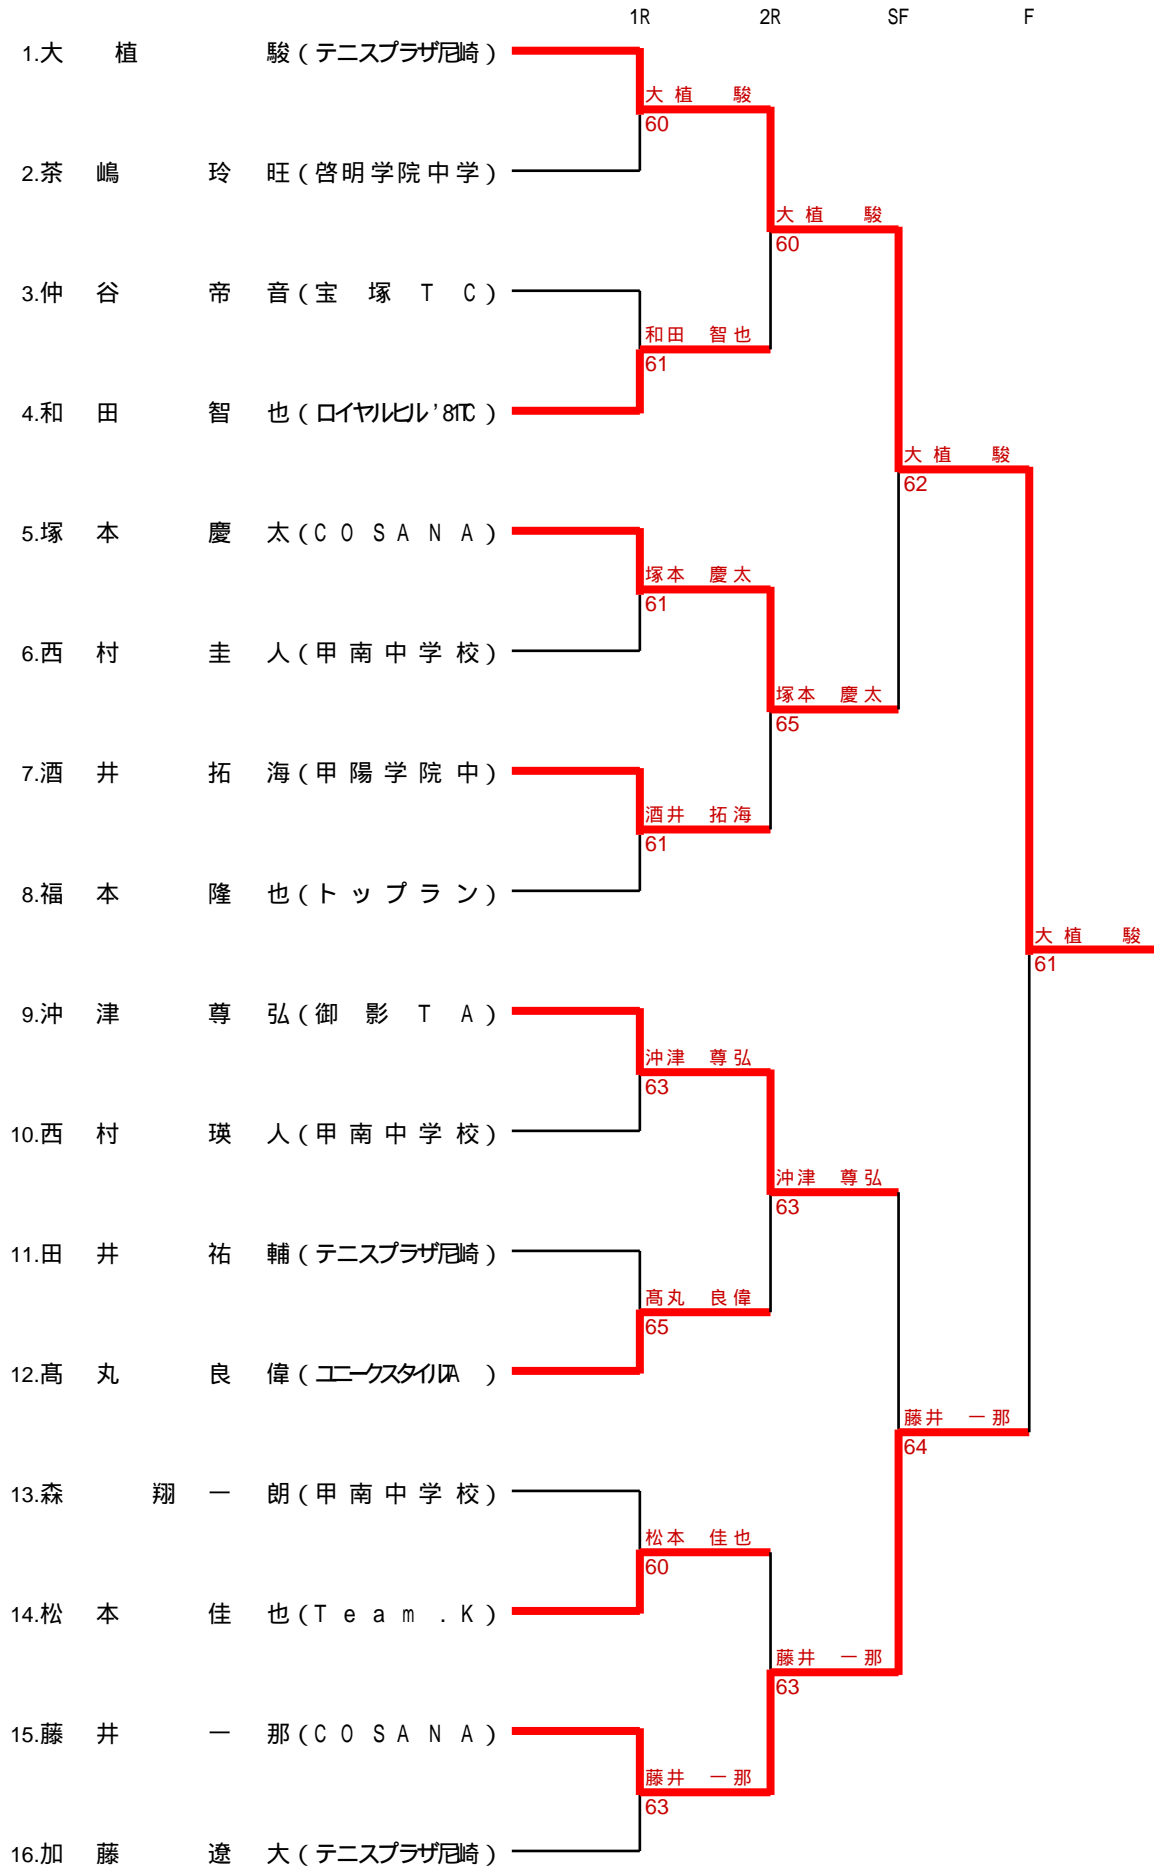 1R 2R SF F
1.大 植 駿(テニスプラザ尼崎)
大植 駿
60
2.茶 嶋 玲 旺(啓明学院中学)
大植 駿
60
3.仲 谷 帝 音(宝塚TC)
和田 智也
61
4.和 田 智 也(ロイヤルヒル'81TC)
大植 駿
62
5.塚 本 慶 太(COSANA)
塚本 慶太
61
6.西 村 圭 人(甲南中学校)
塚本 慶太
65
7.酒 井 拓 海(甲陽学院中)
酒井 拓海
61
8.福 本 隆 也(トップラン)
大植 駿
61
9.沖 津 尊 弘(御影TA)
沖津 尊弘
63
10.西 村 瑛 人(甲南中学校)
沖津 尊弘
63
11.田 井 祐 輔(テニスプラザ尼崎)
髙丸 良偉
65
12.髙 丸 良 偉(ユニークスタイルTA)
藤井 一那
64
13.森 翔 一 朗(甲南中学校)
松本 佳也
60
14.松 本 佳 也(Team.K)
藤井 一那
63
15.藤 井 一 那(COSANA)
藤井 一那
63
16.加 藤 遼 大(テニスプラザ尼崎)